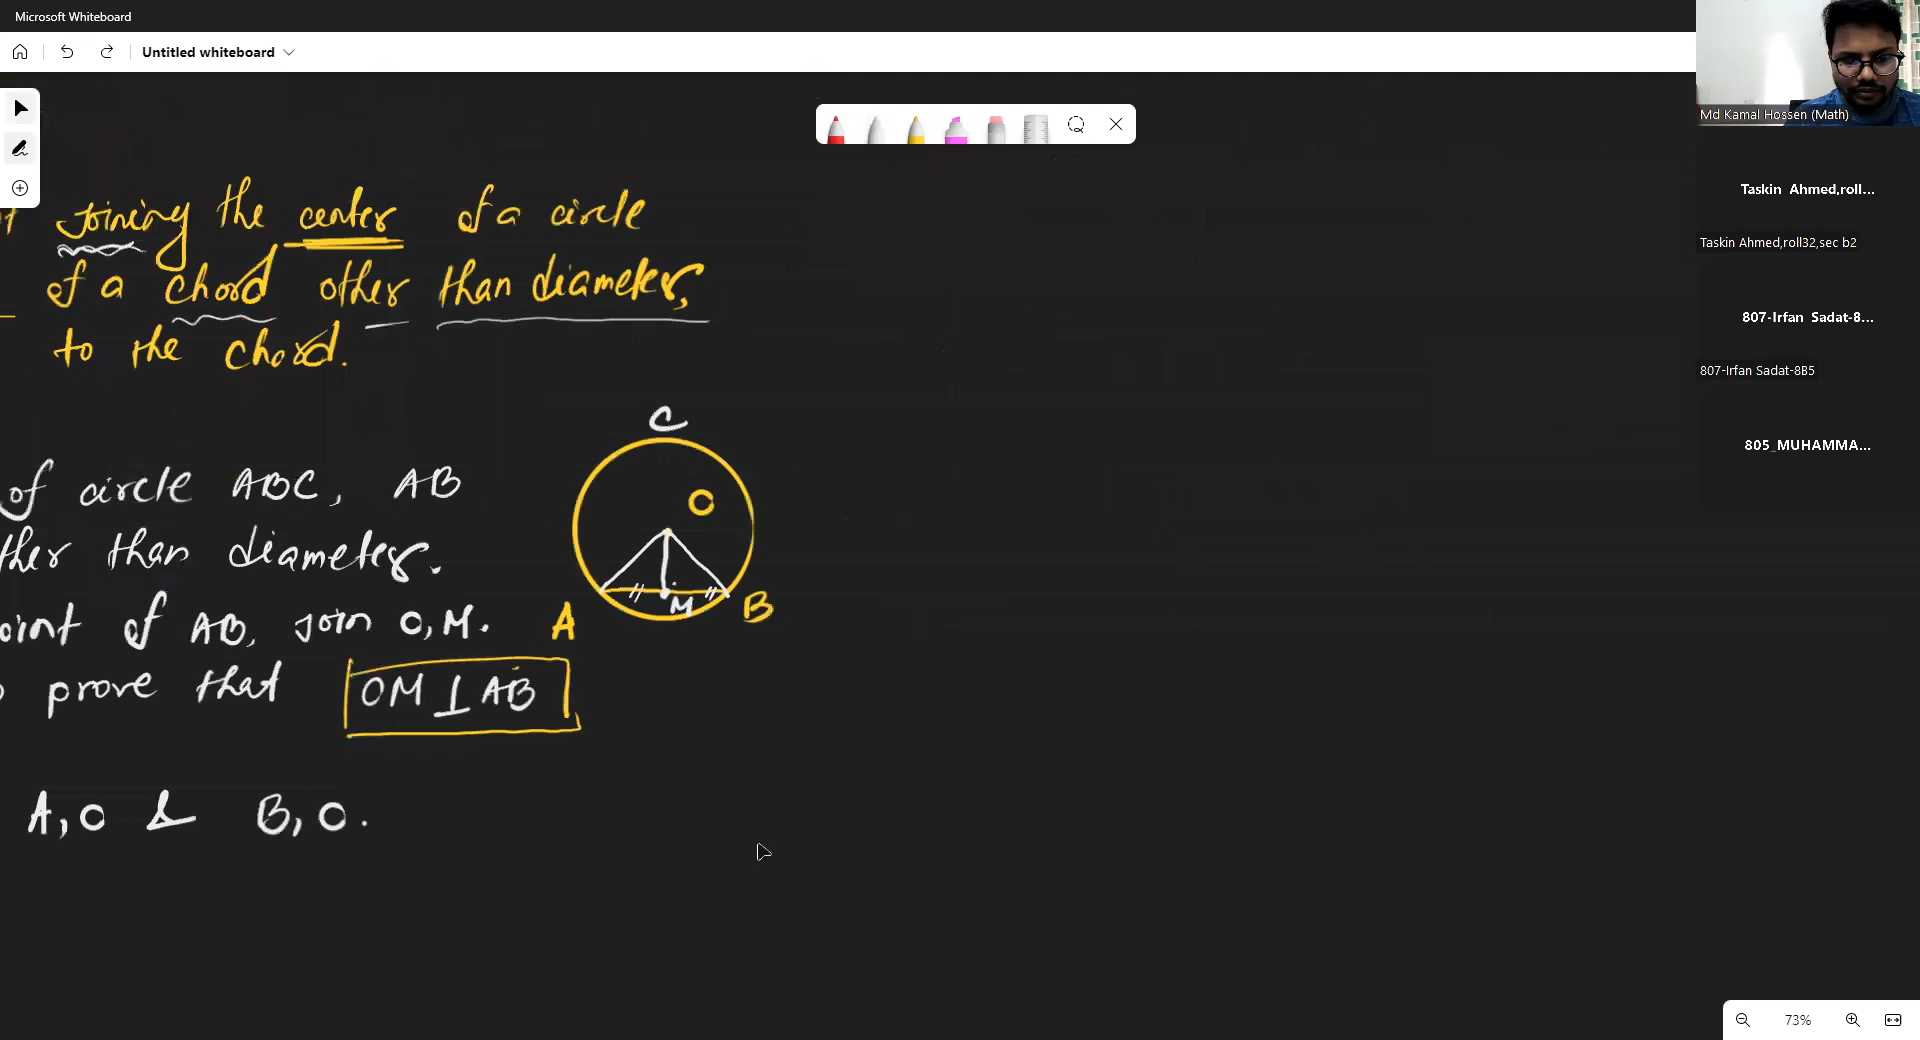 Microsoft Whiteboard
Untitled whiteboard
Md Kamal Hossen (Math)
Taskin Ahmed,roll...
Taskin Ahmed,roll32,sec b2
807-Irfan Sadat-8...
807-Irfan Sadat-8B5
805_MUHAMMA...
joining the center of a circle
of a chord other than diameter,
to the chord.
C
O
M
A
B
of circle ABC, AB
ther than diameter.
oint of AB, join O,M.
prove that OM⊥AB
A,O & B,O.
73%